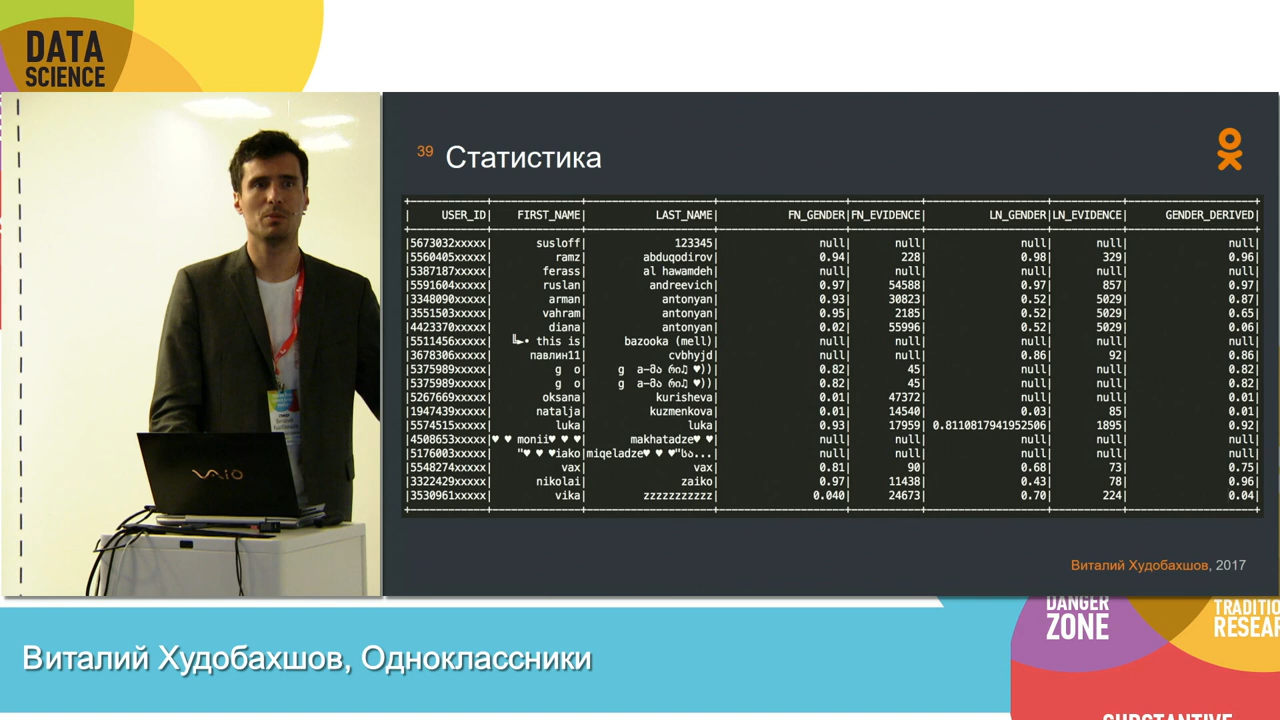 DATA
SCIENCE
39 Статистика
| USER_ID| FIRST_NAME| LAST_NAME| FN_GENDER|FN_EVIDENCE| LN_GENDER|LN_EVIDENCE| GENDER_DERIVED|
|5673032xxxxx| susloff| 123345| null| null| null| null| null|
|5560405xxxxx| ramz| abduqodirov| 0.94| 228| 0.98| 329| 0.96|
|5387187xxxxx| ferass| al hawamdeh| null| null| null| null| null|
|5591604xxxxx| ruslan| andreevich| 0.97| 54588| 0.97| 857| 0.97|
|3348090xxxxx| arman| antonyan| 0.93| 30823| 0.52| 5029| 0.87|
|3551503xxxxx| vahram| antonyan| 0.95| 2185| 0.52| 5029| 0.65|
|4423370xxxxx| diana| antonyan| 0.02| 55996| 0.52| 5029| 0.06|
|5511456xxxxx| ╚►• this is| bazooka (mell)| null| null| null| null| null|
|3678306xxxxx| павлин11| cvbhyjd| null| null| 0.86| 92| 0.86|
|5375989xxxxx| g o| g a-მა რი♫ ♥))| 0.82| 45| null| null| 0.82|
|5375989xxxxx| g o| g a-მა რი♫ ♥))| 0.82| 45| null| null| 0.82|
|5267669xxxxx| oksana| kurisheva| 0.01| 47372| null| null| 0.01|
|1947439xxxxx| natalja| kuzmenkova| 0.01| 14540| 0.03| 85| 0.01|
|5574515xxxxx| luka| luka| 0.93| 17959| 0.8110817941952506| 1895| 0.92|
|4508653xxxxx|♥ ♥ monii♥ ♥ ♥| makhatadze♥ ♥| null| null| null| null| null|
|5176003xxxxx| "♥ ♥ ♥iako|miqeladze♥ ♥ ♥"სა...| null| null| null| null| null|
|5548274xxxxx| vax| vax| 0.81| 90| 0.68| 73| 0.75|
|3322429xxxxx| nikolai| zaiko| 0.97| 11438| 0.43| 78| 0.96|
|3530961xxxxx| vika| zzzzzzzzzzz| 0.040| 24673| 0.70| 224| 0.04|
VAIO
Виталий Худобахшов, 2017
DANGER
ZONE
TRADITIO
RESEAR
Виталий Худобахшов, Одноклассники
SUBSTANTIVE